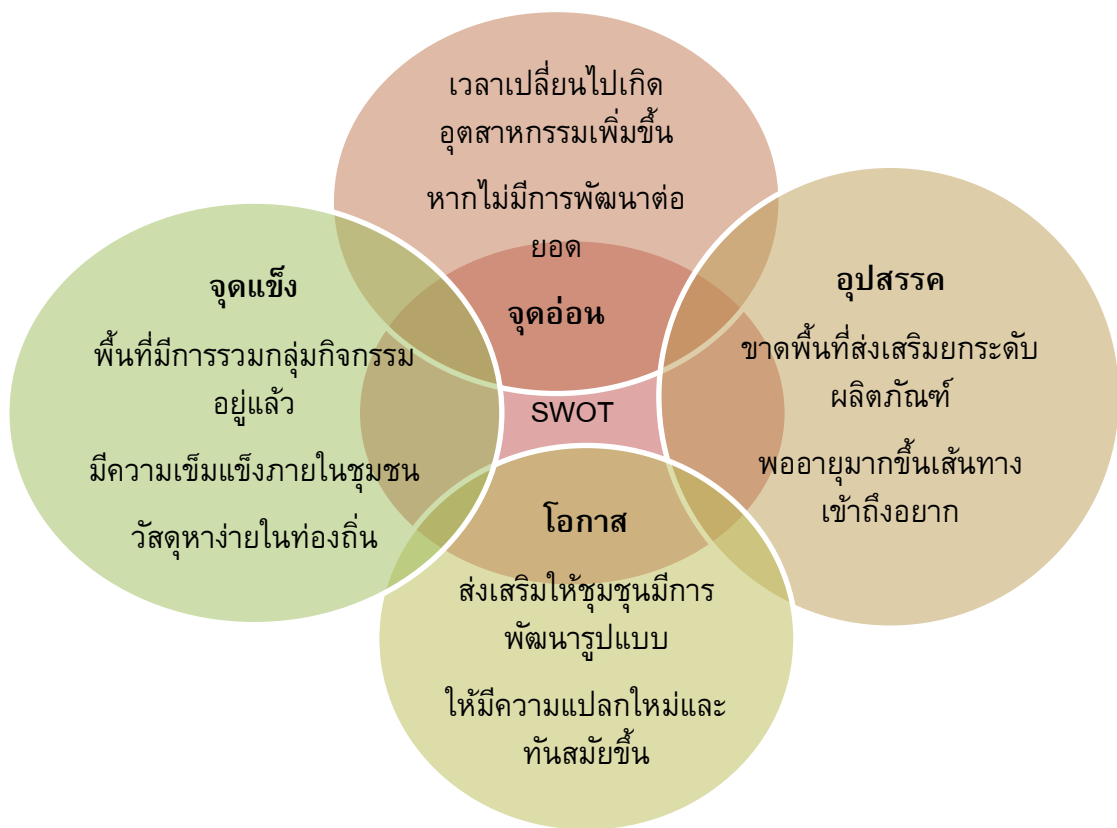 เวลาเปลี่ยนไปเกิด
อุตสาหกรรมเพิ่มขึ้น
หากไม่มีการพัฒนาต่อ
ยอด
จุดอ่อน
จุดแข็ง
พื้นที่มีการรวมกลุ่มกิจกรรม
อยู่แล้ว
มีความเข็มแข็งภายในชุมชน
วัสดุหาง่ายในท่องถิ่น
SWOT
อุปสรรค
ขาดพื้นที่ส่งเสริมยกระดับ
ผลิตภัณฑ์
พออายุมากขึ้นเส้นทาง
เข้าถึงอยาก
โอกาส
ส่งเสริมให้ชุมชุนมีการ
พัฒนารูปแบบ
ให้มีความแปลกใหม่และ
ทันสมัยขึ้น